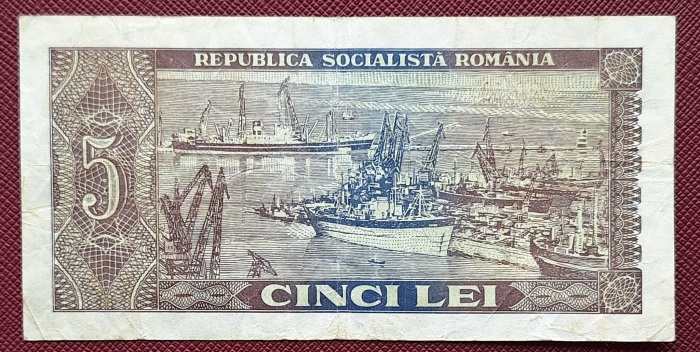 REPUBLICA SOCIALISTĂ ROMÂNIA
5
CINCI LEI